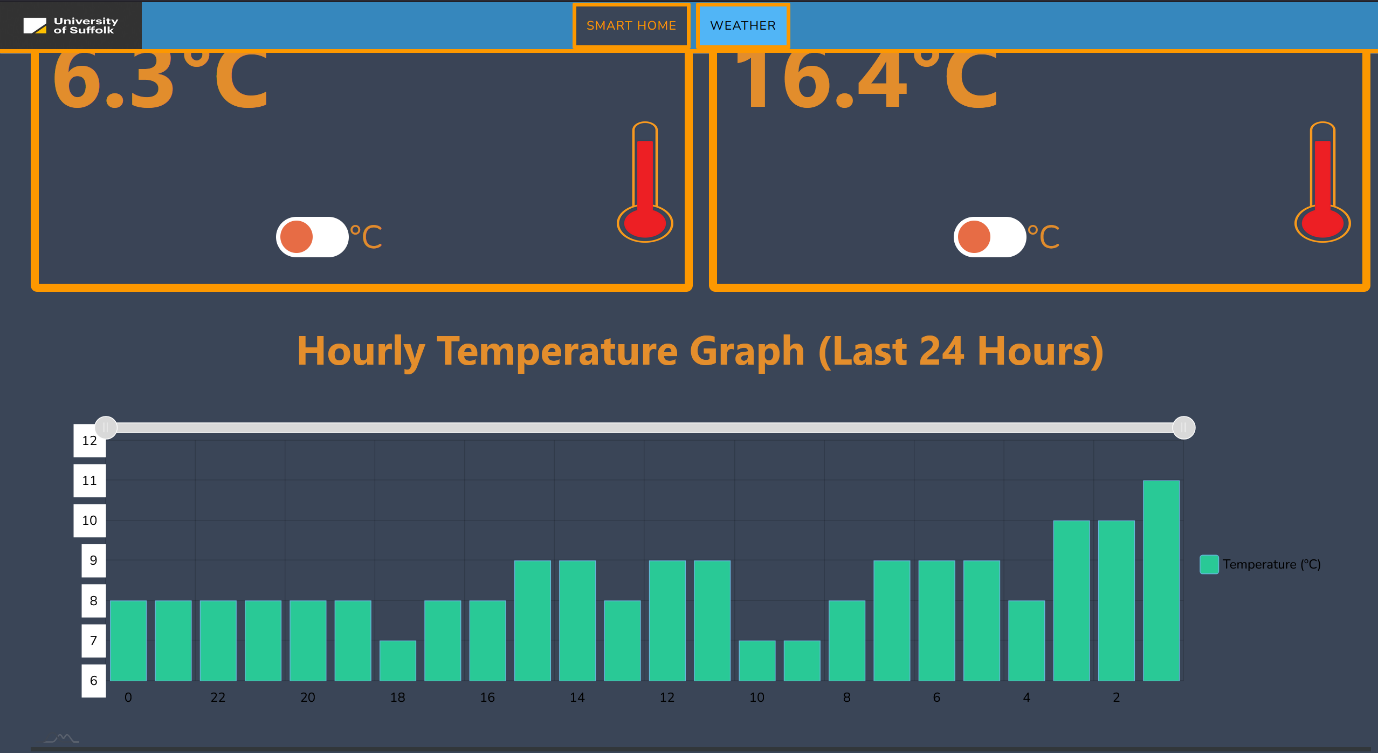 University
of Suffolk
SMART HOME
WEATHER
6.3°C
16.4°C
°C
°C
Hourly Temperature Graph (Last 24 Hours)
12
11
10
9
8
7
6
0 22 20 18 16 14 12 10 8 6 4 2
Temperature (°C)